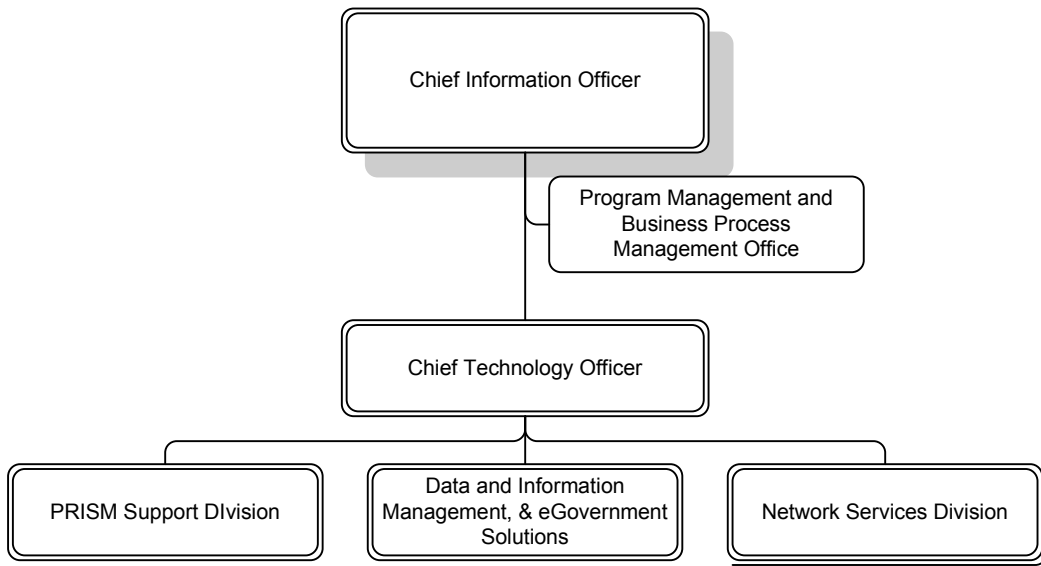 Chief Information Officer
Program Management and
Business Process
Management Office
Chief Technology Officer
PRISM Support DIvision
Data and Information
Management, & eGovernment
Solutions
Network Services Division